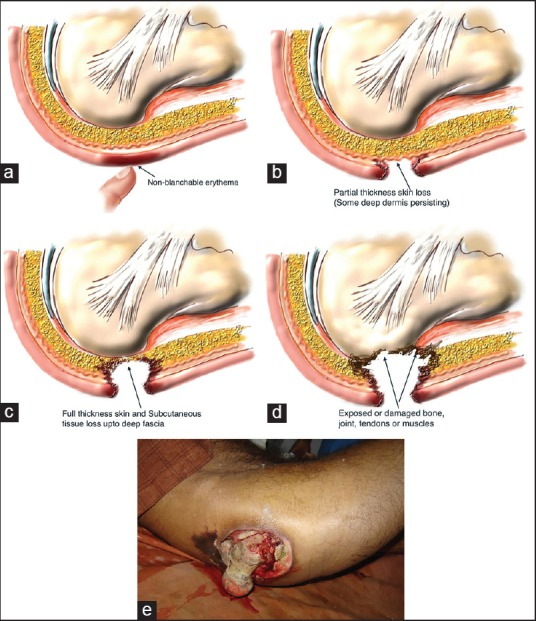 a
Non-blanchable erythema
b
Partial thickness skin loss
(Some deep dermis persisting)
c
Full thickness skin and Subcutaneous
tissue loss upto deep fascia
d
Exposed or damaged bone,
joint, tendons or muscles
e